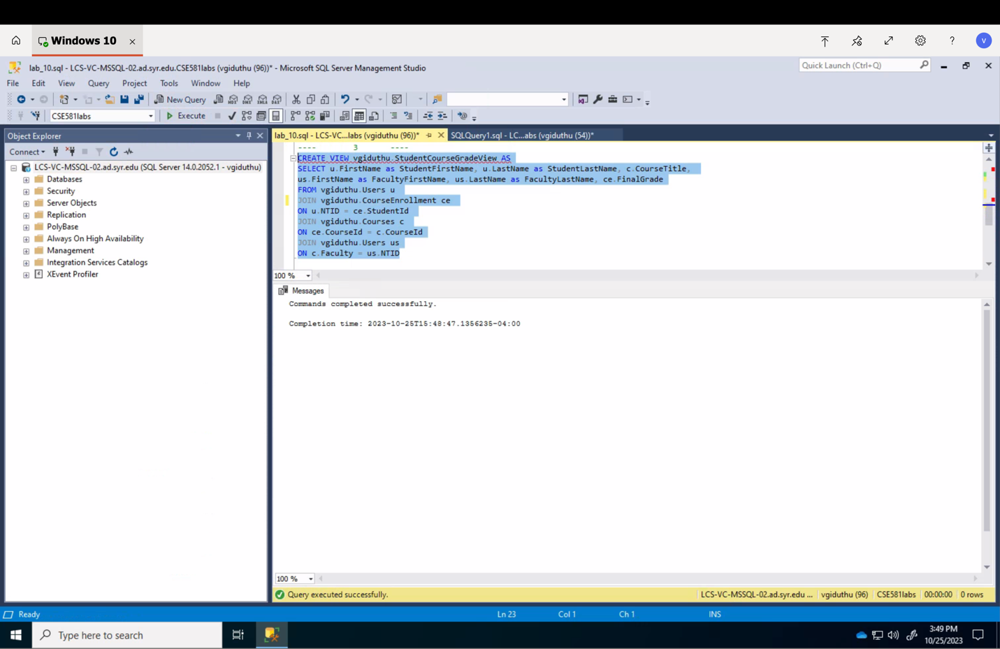 Windows 10
?
V
lab_10.sql - LCS-VC-MSSQL-02.ad.syr.edu.CSE581labs (vgiduthu (96))* - Microsoft SQL Server Management Studio
Quick Launch (Ctrl+Q)
File Edit View Query Project Tools Window Help
New Query
CSE581labs
Execute
Object Explorer
lab_10.sql - LC...labs (vgiduthu (96))*
SQLQuery1.sql - LC...abs (vgiduthu (54))*
Connect
LCS-VC-MSSQL-02.ad.syr.edu (SQL Server 14.0.2052.1 - vgiduthu)
Databases
Security
Server Objects
Replication
PolyBase
Always On High Availability
Management
Integration Services Catalogs
XEvent Profiler
---- 3 ----
CREATE VIEW vgiduthu.StudentCourseGradeView AS
SELECT u.FirstName as StudentFirstName, u.LastName as StudentLastName, c.CourseTitle,
us.FirstName as FacultyFirstName, us.LastName as FacultyLastName, ce.FinalGrade
FROM vgiduthu.Users u
JOIN vgiduthu.CourseEnrollment ce
ON u.NTID = ce.StudentId
JOIN vgiduthu.Courses c
ON ce.CourseId = c.CourseId
JOIN vgiduthu.Users us
ON c.Faculty = us.NTID
100 %
Messages
Commands completed successfully.
Completion time: 2023-10-25T15:48:47.1356235-04:00
100 %
Query executed successfully.
LCS-VC-MSSQL-02.ad.syr.edu ... vgiduthu (96) CSE581labs 00:00:00 0 rows
Ready
Ln 23 Col 1 Ch 1 INS
Type here to search
3:49 PM
10/25/2023